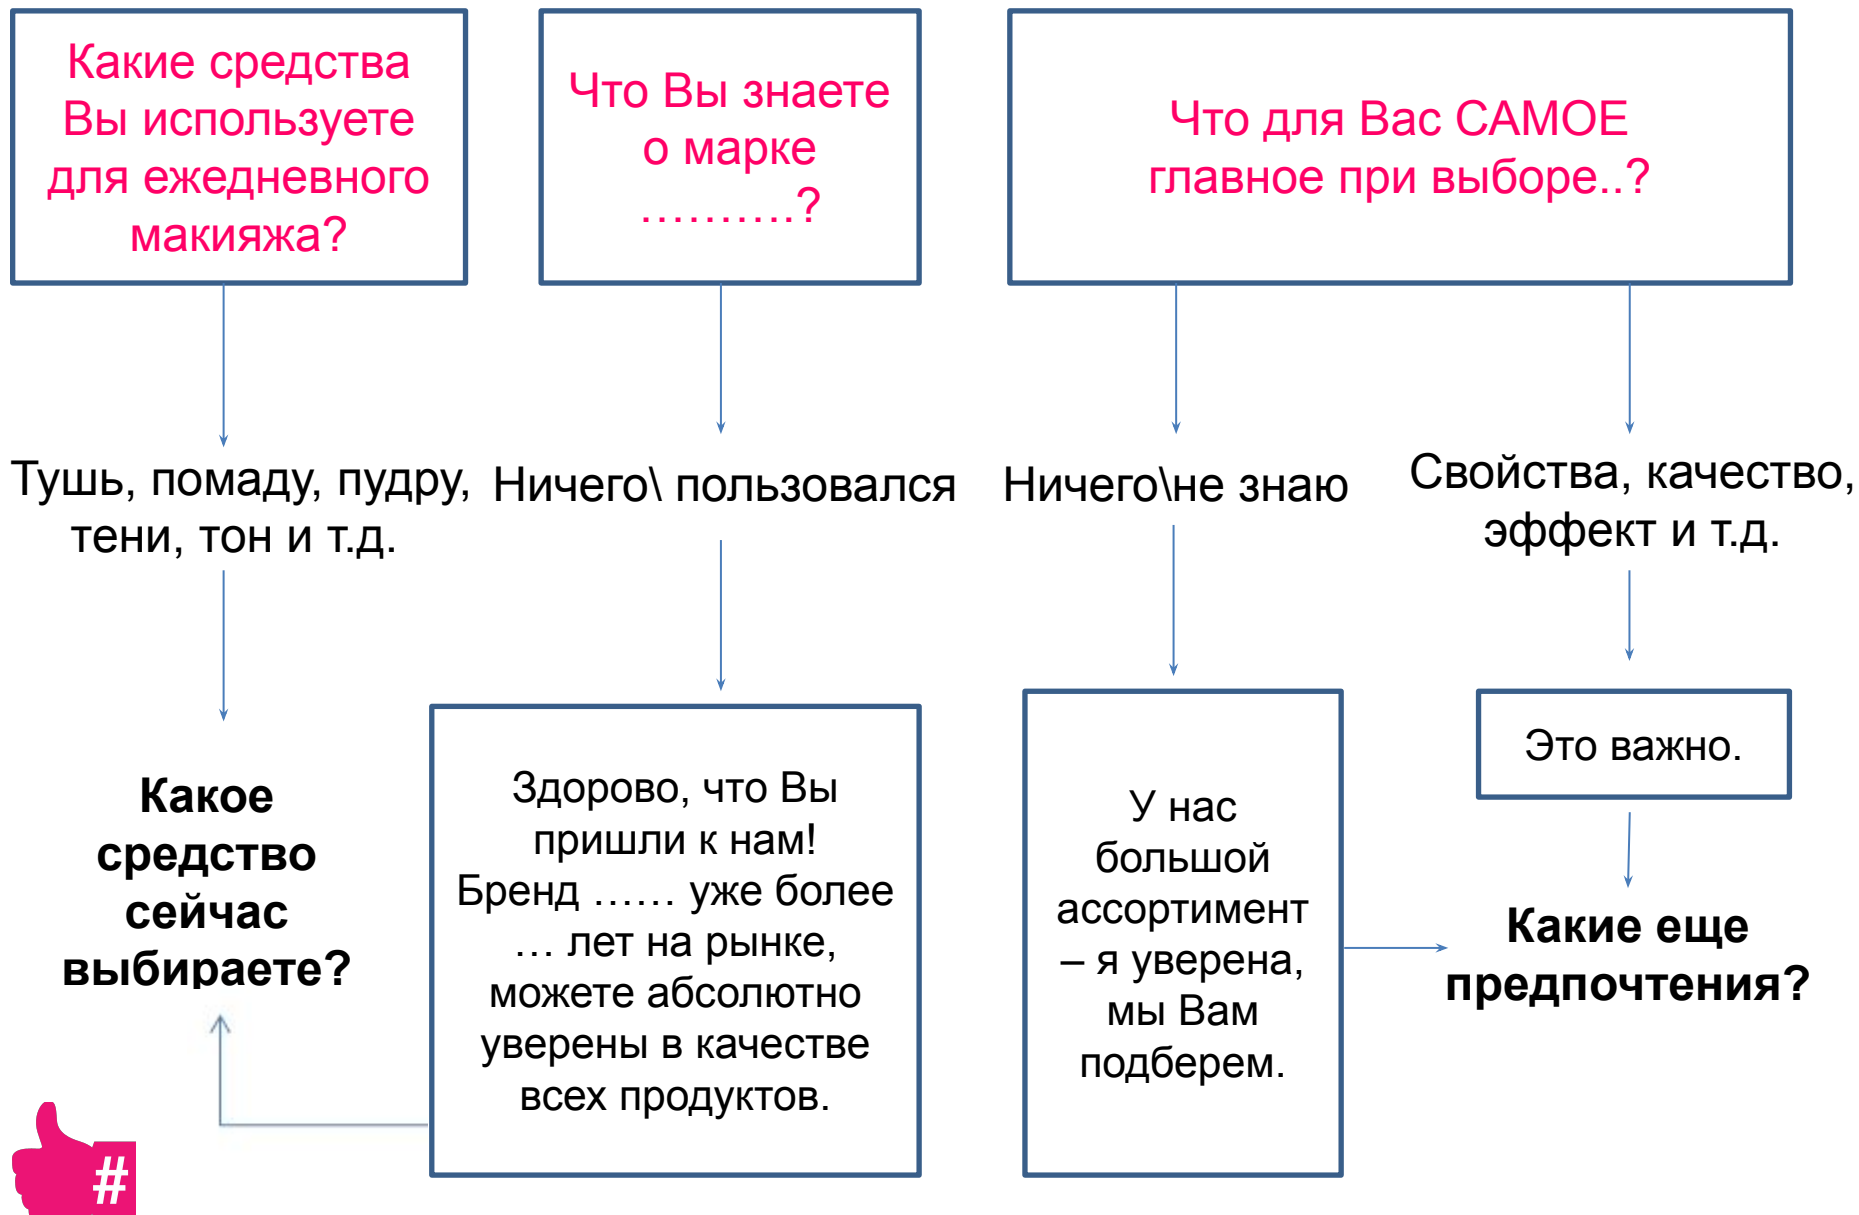 Какие средства
Вы используете
для ежедневного
макияжа?
Что Вы знаете
о марке
……….?
Что для Вас САМОЕ
главное при выборе..?
Тушь, помаду, пудру,
тени, тон и т.д.
Ничего\ пользовался
Ничего\не знаю
Свойства, качество,
эффект и т.д.
Какое
средство
сейчас
выбираете?
Здорово, что Вы
пришли к нам!
Бренд …… уже более
… лет на рынке,
можете абсолютно
уверены в качестве
всех продуктов.
У нас
большой
ассортимент
– я уверена,
мы Вам
подберем.
Это важно.
Какие еще
предпочтения?
#